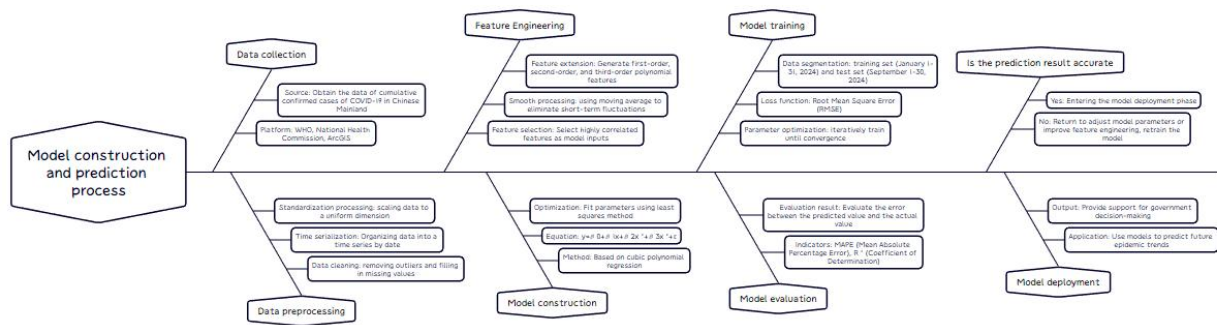 Feature Engineering
Model training
Data collection
Is the prediction result accurate
Feature extension: Generate first-order,
second-order, and third-order polynomial
features
Data segmentation: training set (January 1-
31, 2024) and test set (September 1-30,
2024)
Source: Obtain the data of cumulative
confirmed cases of COVID-19 in Chinese
Mainland
Smooth processing: using moving average to
eliminate short-term fluctuations
Loss function: Root Mean Square Error
(RMSE)
Yes: Entering the model deployment phase
Platform: WHO, National Health
Commission, ArcGIS
Feature selection: Select highly correlated
features as model inputs
Parameter optimization: iteratively train
until convergence
No: Return to adjust model parameters or
improve feature engineering, retrain the
model
Model construction
and prediction
process
Standardization processing: scaling data to
a uniform dimension
Optimization: Fit parameters using least
squares method
Evaluation result: Evaluate the error
between the predicted value and the actual
value
Output: Provide support for government
decision-making
Time serialization: Organizing data into a
time series by date
Equation:
Application: Use models to predict future
epidemic trends
Data cleaning: removing outliers and filling
in missing values
Method: Based on cubic polynomial
regression
Indicators: MAPE (Mean Absolute
Percentage Error), R ² (Coefficient of
Determination)
Data preprocessing
Model construction
Model evaluation
Model deployment